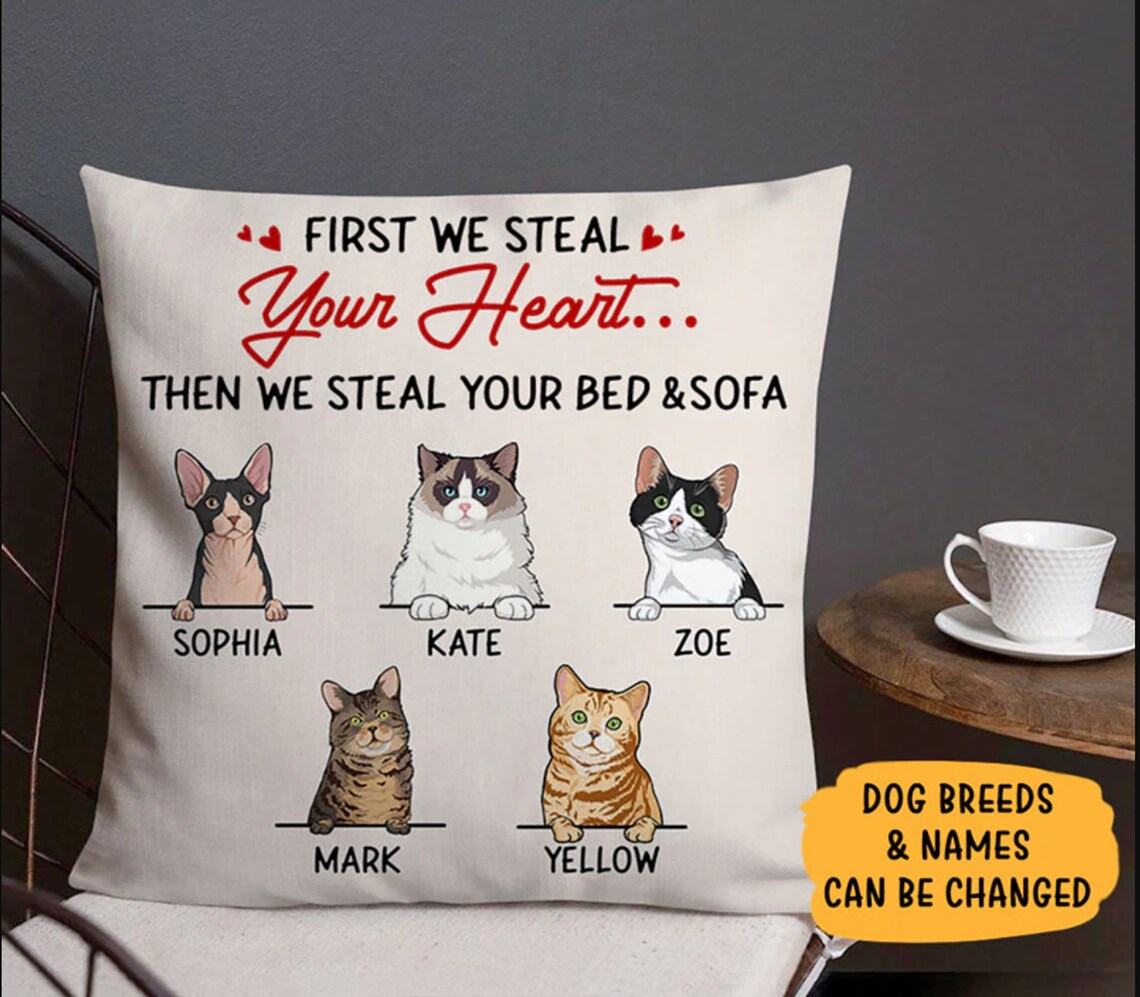 FIRST WE STEAL
Your Heart...
THEN WE STEAL YOUR BED &SOFA
SOPHIA
KATE
ZOE
MARK
YELLOW
DOG BREEDS
& NAMES
CAN BE CHANGED